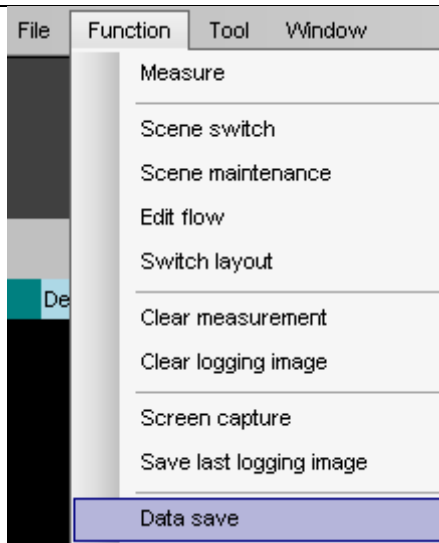 File Function Tool Window
Measure
Scene switch
Scene maintenance
Edit flow
Switch layout
De
Clear measurement
Clear logging image
Screen capture
Save last logging image
Data save